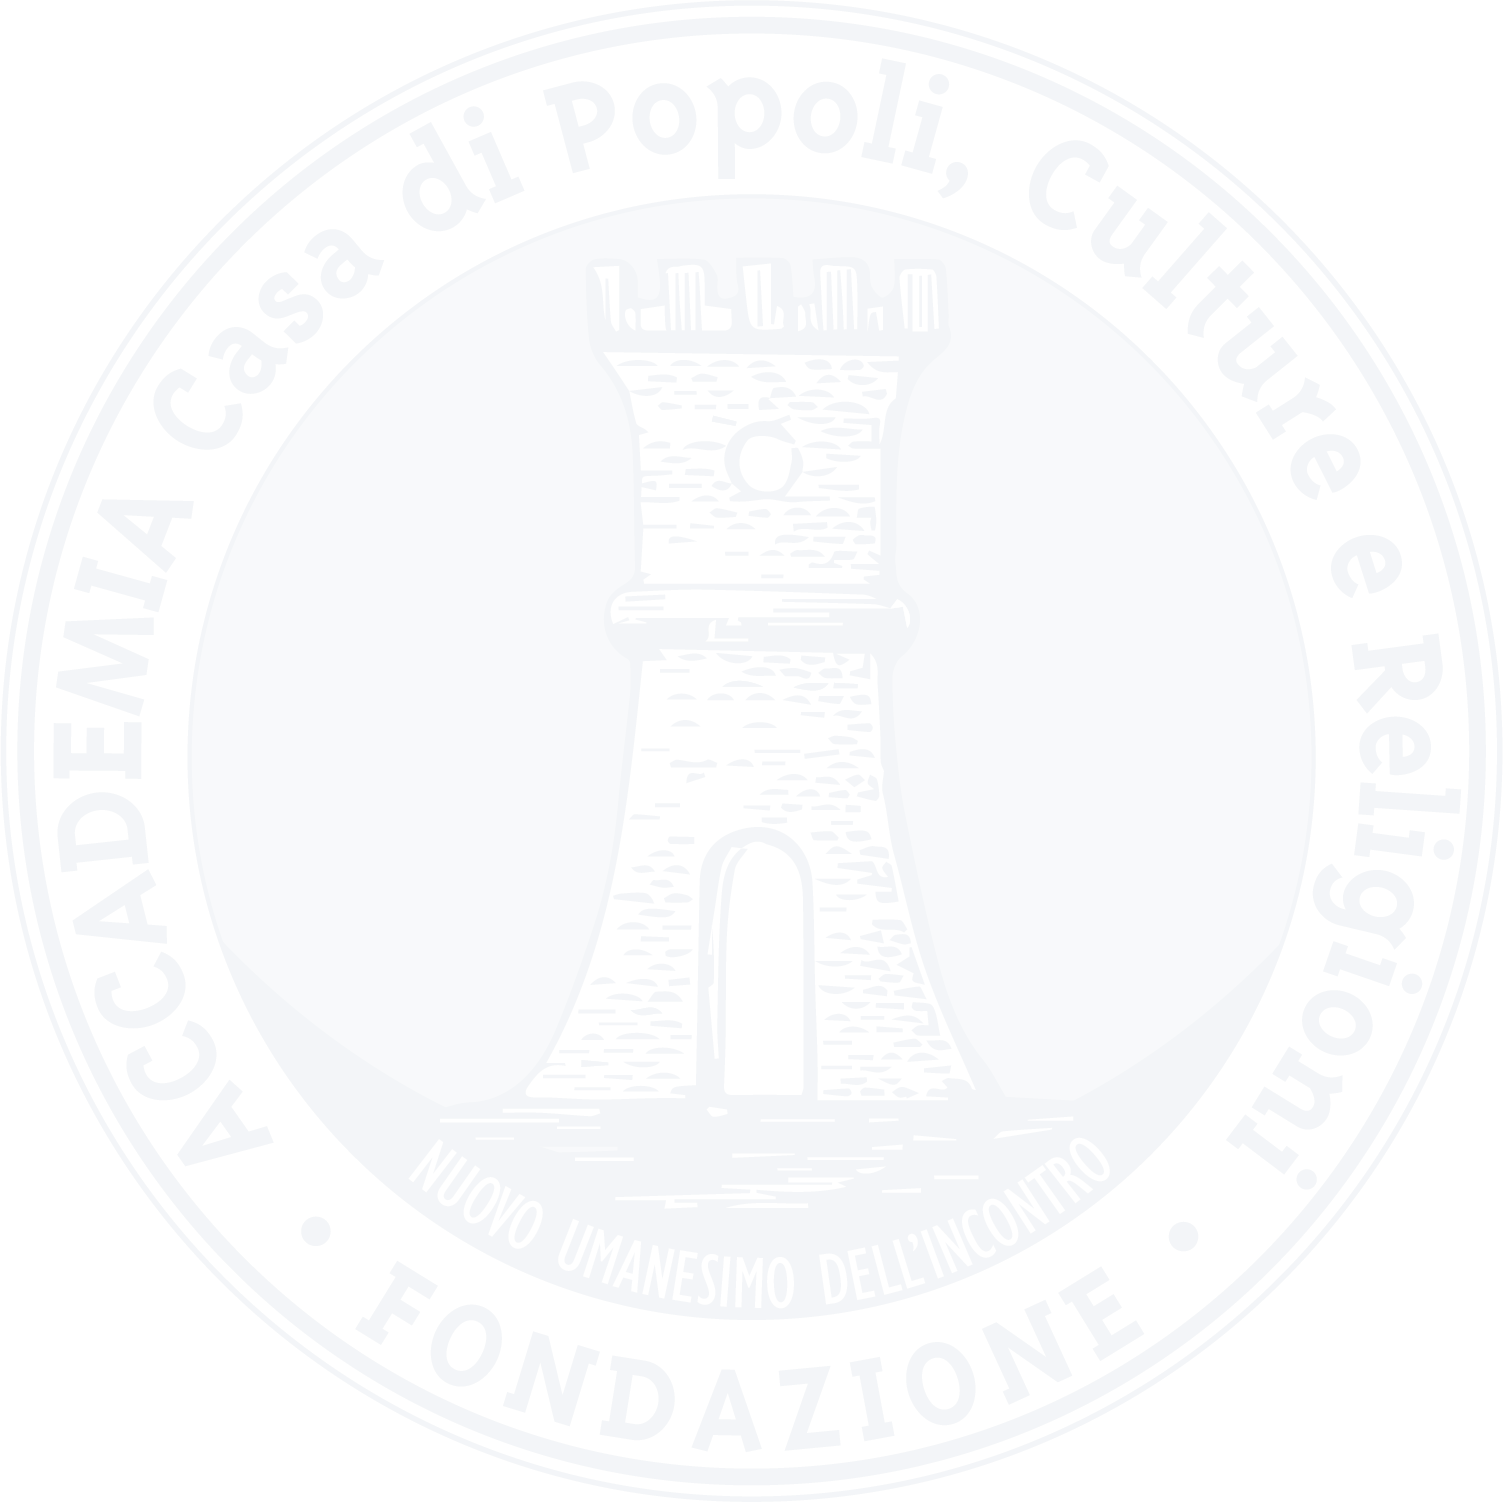 ACCADEMIA Casa di Popoli, Culture e Religioni
NUOVO UMANESIMO DELL'INCONTRO
• FONDAZIONE •